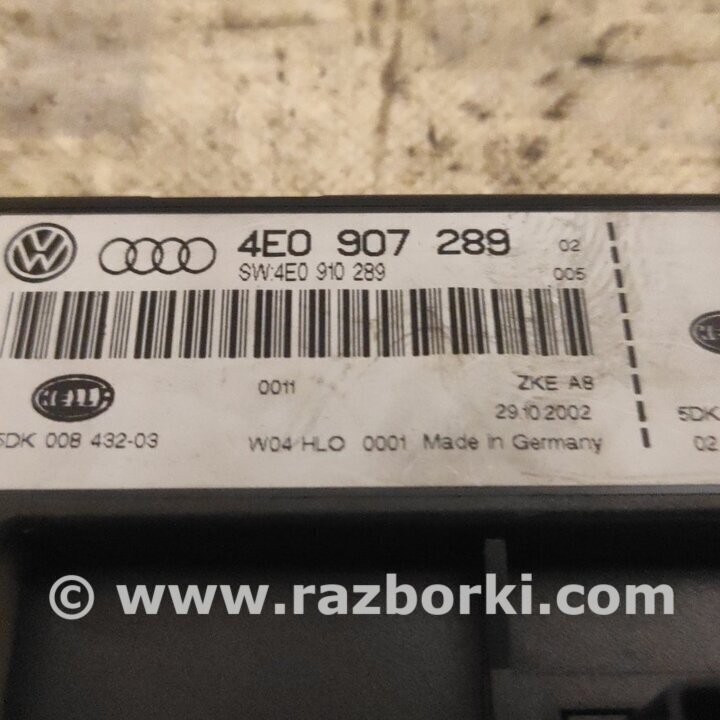 4E0 907 289 02
SW:4E0 910 289 005
HELLA 0011 ZKE A8
29.10.2002
5DK 008 432-03 W04 HLO 0001 Made in Germany
5DK
02
© www.razborki.com